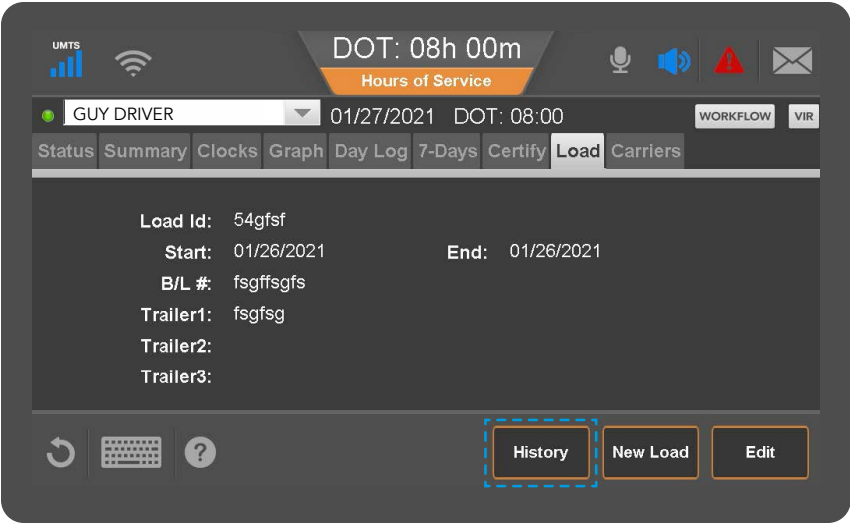 UMTS
DOT: 08h 00m
Hours of Service
GUY DRIVER 01/27/2021 DOT: 08:00 WORKFLOW VIR
Status Summary Clocks Graph Day Log 7-Days Certify Load Carriers
Load Id: 54gfsf
Start: 01/26/2021 End: 01/26/2021
B/L #: fsgffsgfs
Trailer1: fsgfsg
Trailer2:
Trailer3:
? History New Load Edit